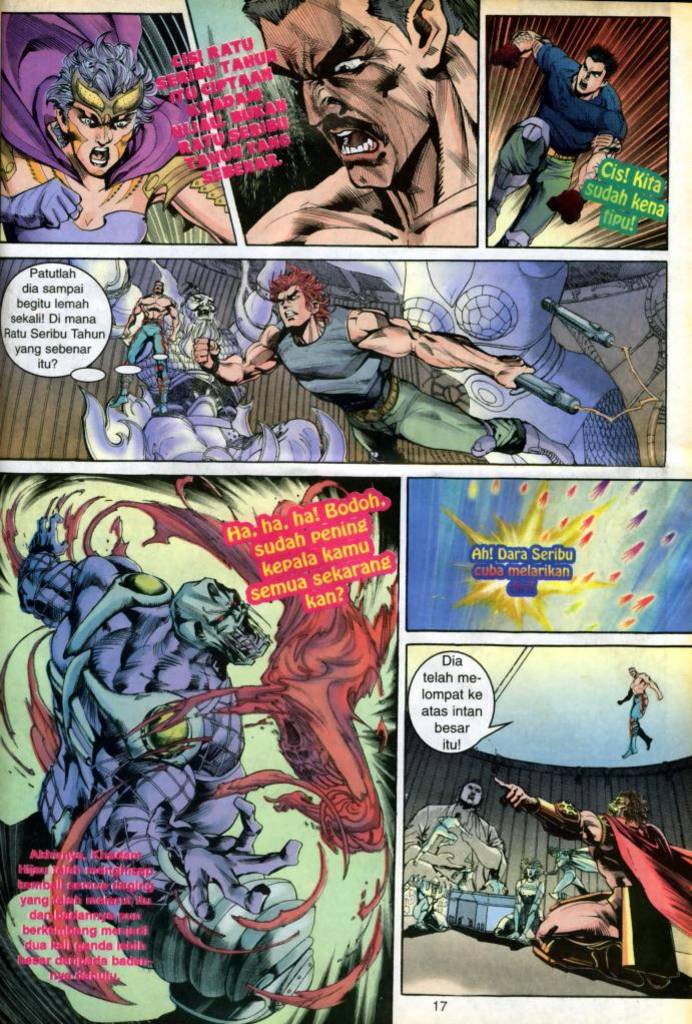 CIS! RATU
SERIBU TAHUN
ITU CIPTAAN
KHADAM
HIJAU, BUKAN
RATU SERIBU
TAHUN YANG
SEBENAR.
Cis! Kita
sudah kena
tipu!
Patutlah
dia sampai
begitu lemah
sekali! Di mana
Ratu Seribu Tahun
yang sebenar
itu?
Ha, ha, ha! Bodoh,
sudah pening
kepala kamu
semua sekarang
kan?
Ah! Dara Seribu
cuba melarikan
Dia
telah me-
lompat ke
atas intan
besar
itu!
Akhirnya, Khadam
Hijau telah menghisap
kembali semua daging
yang telah
itu
dan badannya pun
berkembang menjadi
dua kali ganda lebih
besar daripada badan-
nya dahulu.
17